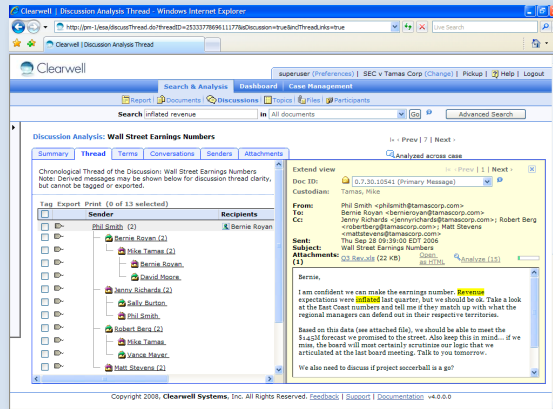 Clearwell | Discussion Analysis Thread - Windows Internet Explorer
http://pm-1/esa/discussThread.do?threadID=2533377869611177&isDiscussion=true&inclThreadLinks=true
Live Search
Clearwell | Discussion Analysis Thread
Clearwell
superuser (Preferences) | SEC v Tamas Corp (Change) | Pickup | Help | Logout
Search & Analysis Dashboard Case Management
Report Documents Discussions Topics Files Participants
Search inflated revenue in All documents Go Advanced Search
Discussion Analysis: Wall Street Earnings Numbers
‹ Prev | 7 | Next ›
Summary Thread Terms Conversations Senders Attachments
Analyzed across case
Chronological Thread of the Discussion: Wall Street Earnings Numbers
Note: Derived messages may be shown below for discussion thread clarity,
but cannot be tagged or exported.
Tag Export Print (0 of 13 selected)
Sender Recipients
Phil Smith (2) Bernie Royan
Bernie Royan (2)
Mike Tamas (2)
Bernie Royan
David Moore
Jenny Richards (2)
Sally Burton
Phil Smith
Robert Berg (2)
Mike Tamas
Vance Mayer
Matt Stevens (2)
Extend view
‹ Prev | 1 | Next ›
Doc ID: 0.7.30.10541 (Primary Message)
Custodian: Tamas, Mike
From: Phil Smith <philsmith@tamascorp.com>
To: Bernie Royan <bernieroyan@tamascorp.com>
Cc: Jenny Richards <jennyrichards@tamascorp.com>; Robert Berg
<robertberg@tamascorp.com>; Matt Stevens
<mattstevens@tamascorp.com>
Sent: Thu Sep 28 09:39:00 EDT 2006
Subject: Wall Street Earnings Numbers
Attachments: (1) Q3 Rev.xls (22 KB) Open as HTML Analyze (15)
Bernie,
I am confident we can make the earnings number. Revenue
expectations were inflated last quarter, but we should be ok. Take a look
at the East Coast numbers and tell me if they match up with what the
regional managers can defend out in their respective territories.
Based on this data (see attached file), we should be able to meet the
$145M forecast we promised to the street. Also keep this in mind... if we
miss, the board will most certainly scrutinize our logic that we
articulated at the last board meeting. Talk to you tomorrow.
We also need to discuss if project soccerball is a go?
Copyright 2008, Clearwell Systems, Inc. All Rights Reserved. Feedback | Support | Documentation v4.0.0.0